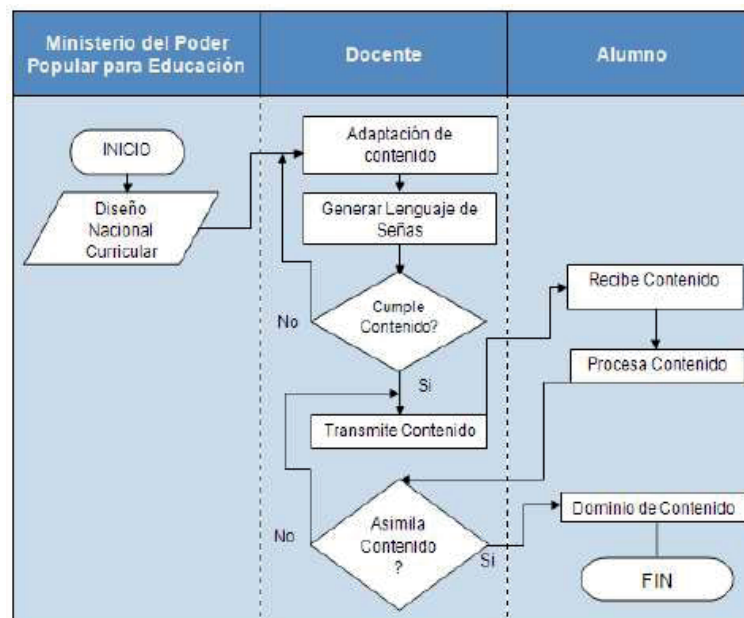 Ministerio del Poder
Popular para Educación
Docente
Alumno
INICIO
Diseño
Nacional
Curricular
Adaptación de
contenido
Generar Lenguaje de
Señas
Cumple
Contenido?
No
Si
Transmite Contenido
Recibe Contenido
Procesa Contenido
Asimila
Contenido
?
No
Si
Dominio de Contenido
FIN